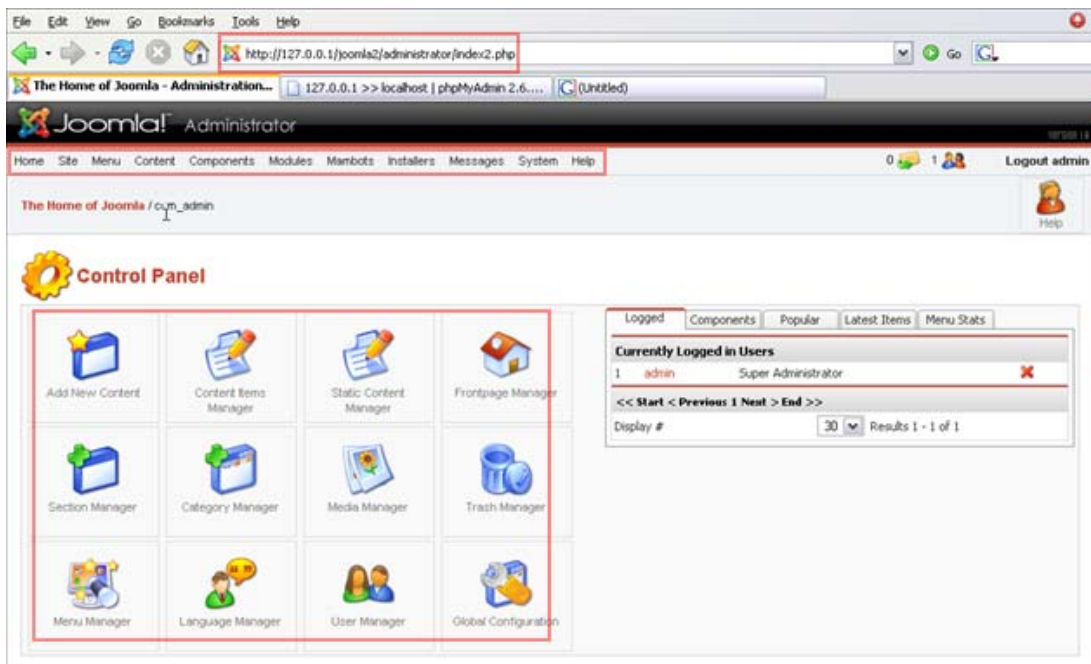 File Edit View Go Bookmarks Tools Help
http://127.0.0.1/joomla2/administrator/index2.php
Go
The Home of Joomla - Administration...
127.0.0.1 >> localhost | phpMyAdmin 2.6....
(Untitled)
Joomla! Administrator
Home Site Menu Content Components Modules Mambots Installers Messages System Help
0 1 Logout admin
The Home of Joomla / com_admin
Help
Control Panel
Add New Content
Content Items Manager
Static Content Manager
Frontpage Manager
Section Manager
Category Manager
Media Manager
Trash Manager
Menu Manager
Language Manager
User Manager
Global Configuration
Logged Components Popular Latest Items Menu Stats
Currently Logged in Users
1 admin Super Administrator
<< Start < Previous 1 Next > End >>
Display # 30 Results 1 - 1 of 1